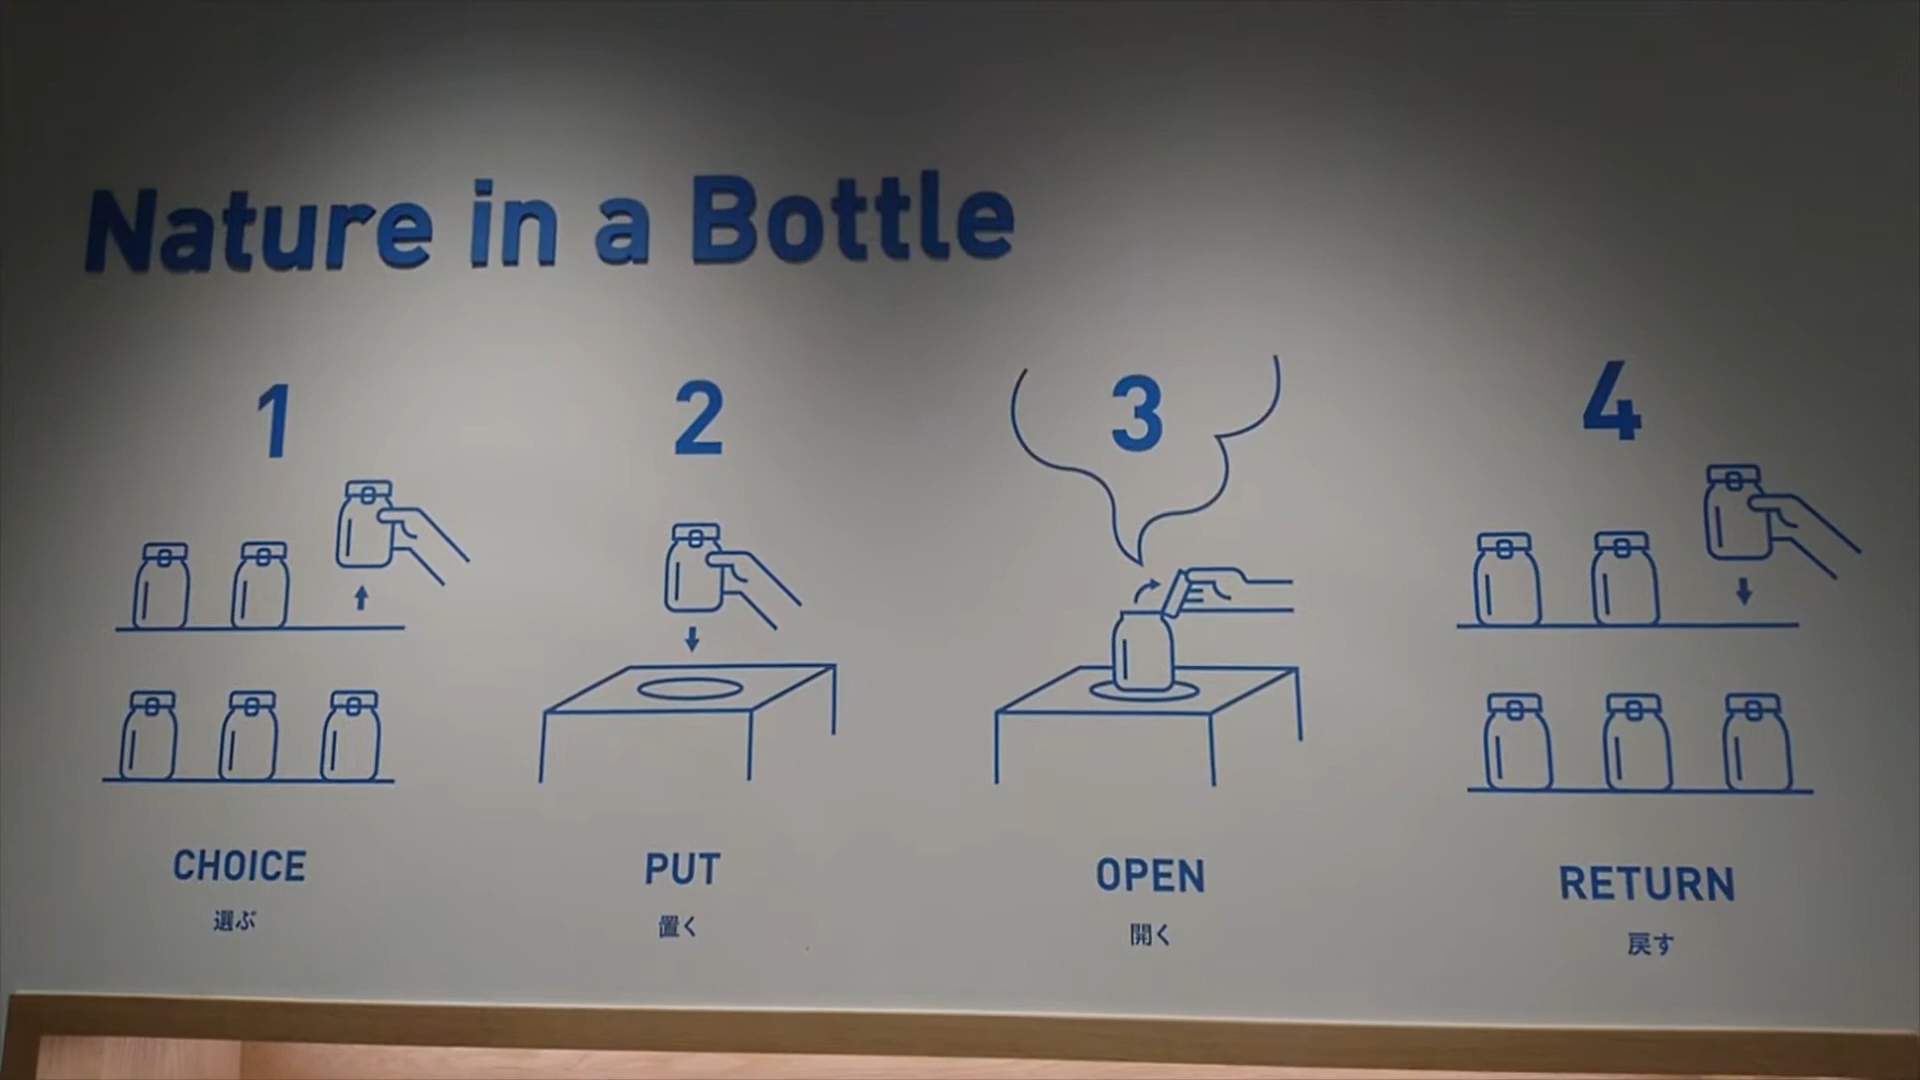 Nature in a Bottle
1
2
3
4
CHOICE
選ぶ
PUT
置く
OPEN
開く
RETURN
戻す